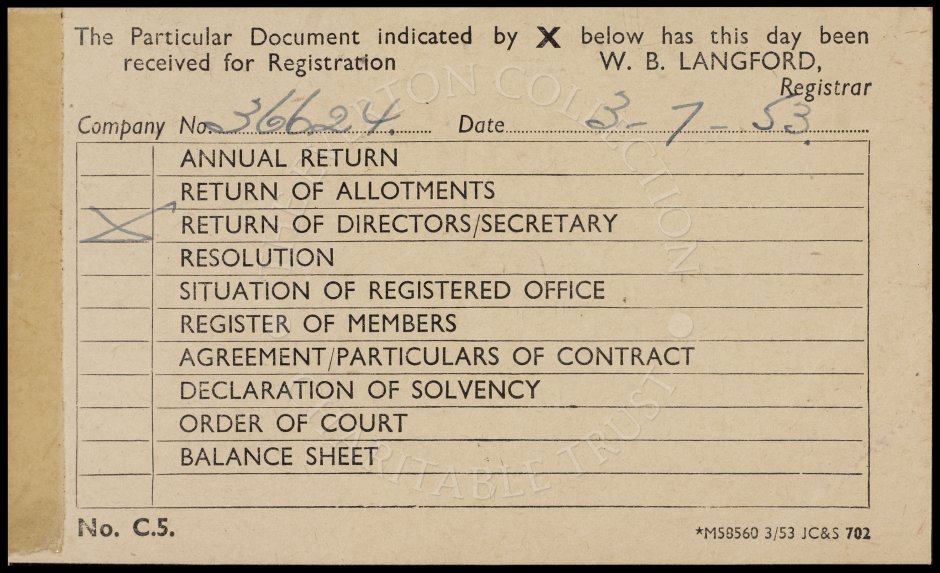 The Particular Document indicated by X below has this day been
received for Registration W. B. LANGFORD,
Registrar
Company No. 36624. Date 3-7-53
ANNUAL RETURN
RETURN OF ALLOTMENTS
X RETURN OF DIRECTORS/SECRETARY
RESOLUTION
SITUATION OF REGISTERED OFFICE
REGISTER OF MEMBERS
AGREEMENT/PARTICULARS OF CONTRACT
DECLARATION OF SOLVENCY
ORDER OF COURT
BALANCE SHEET
No. C.5. *M58560 3/53 JC&S 702
COLLECTION
CHARITABLE TRUST